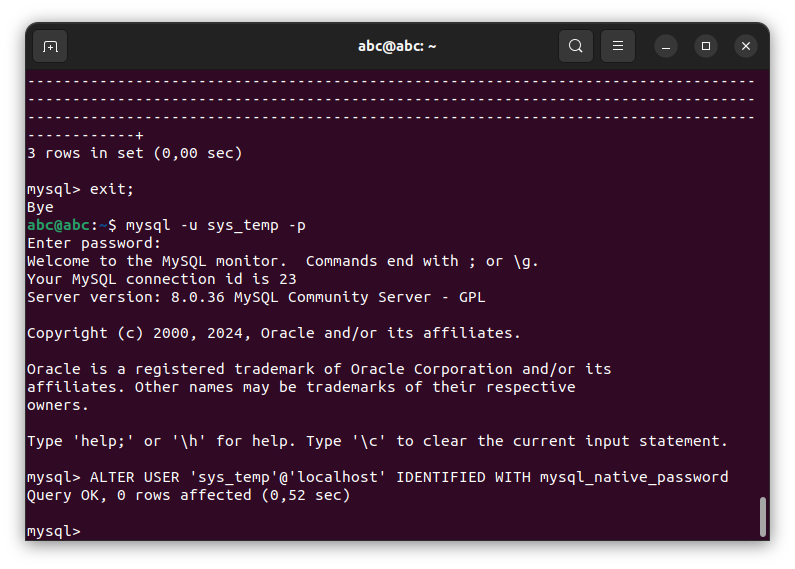 abc@abc: ~
--------------------------------------------------------------------------------
--------------------------------------------------------------------------------
--------------------------------------------------------------------------------
------------+
3 rows in set (0,00 sec)
mysql> exit;
Bye
abc@abc:~$ mysql -u sys_temp -p
Enter password:
Welcome to the MySQL monitor.  Commands end with ; or \g.
Your MySQL connection id is 23
Server version: 8.0.36 MySQL Community Server - GPL
Copyright (c) 2000, 2024, Oracle and/or its affiliates.
Oracle is a registered trademark of Oracle Corporation and/or its
affiliates. Other names may be trademarks of their respective
owners.
Type 'help;' or '\h' for help. Type '\c' to clear the current input statement.
mysql> ALTER USER 'sys_temp'@'localhost' IDENTIFIED WITH mysql_native_password
Query OK, 0 rows affected (0,52 sec)
mysql>